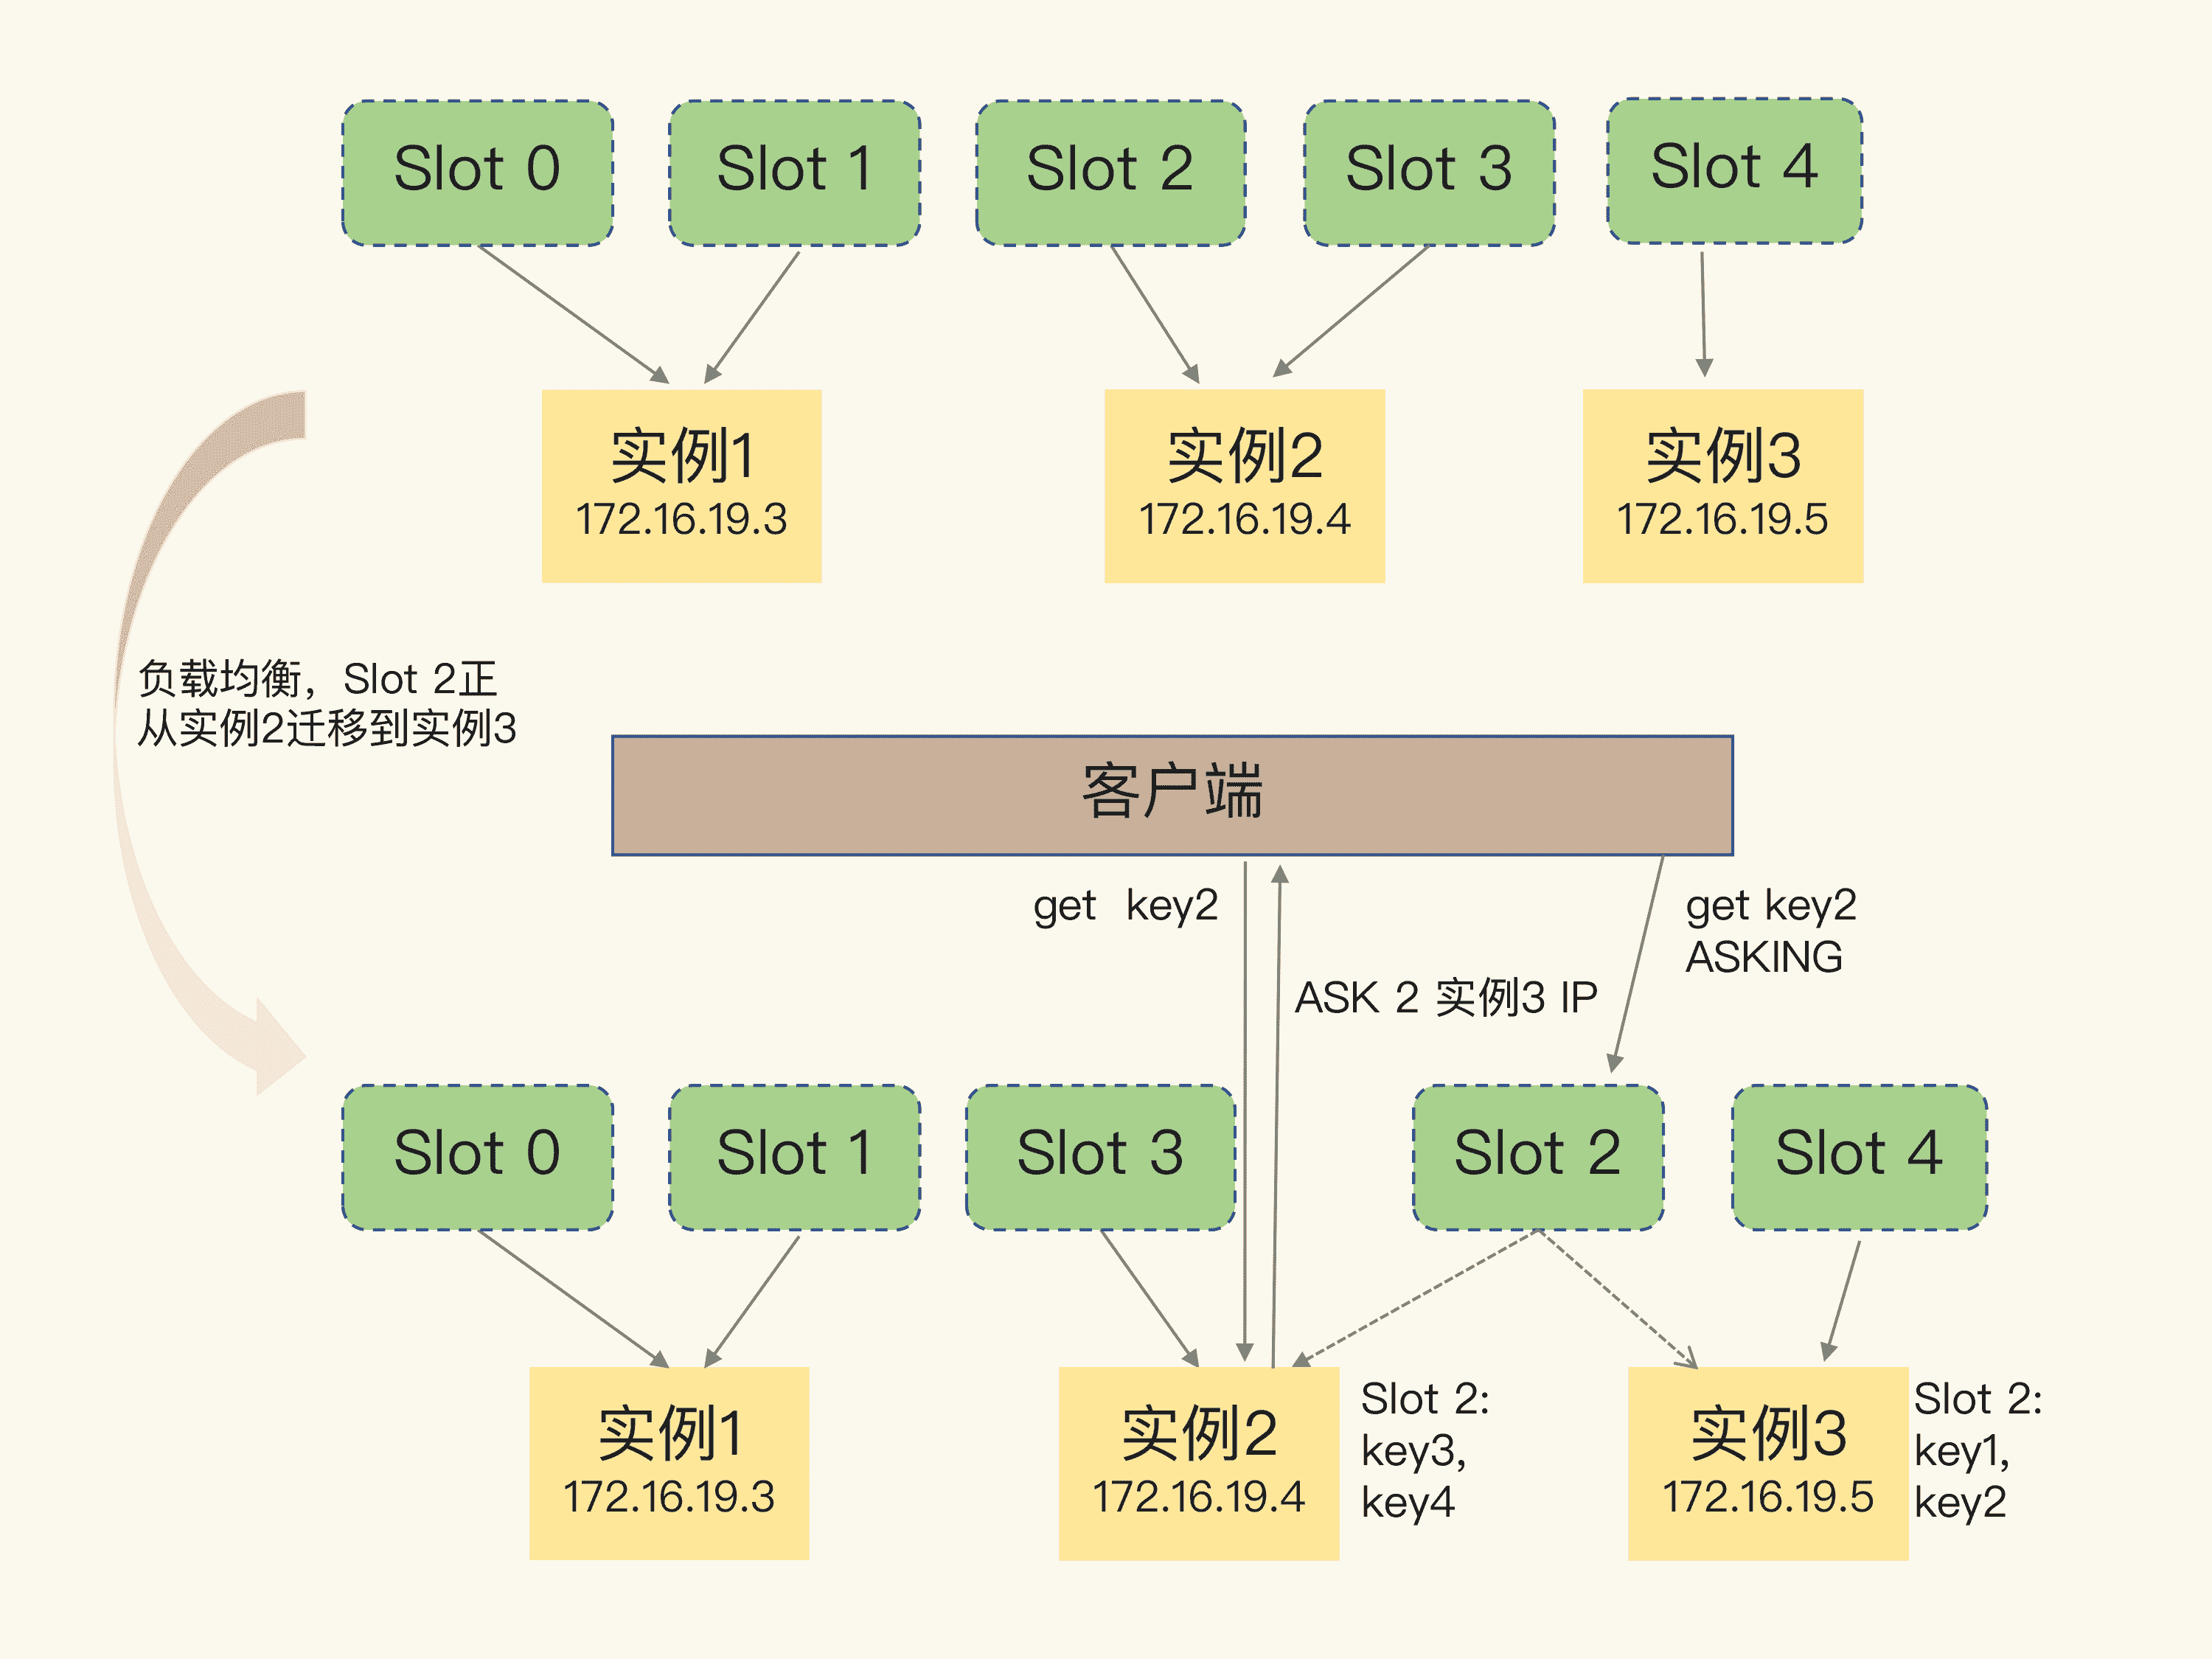 Slot 0
Slot 1
Slot 2
Slot 3
Slot 4
实例1
172.16.19.3
实例2
172.16.19.4
实例3
172.16.19.5
负载均衡，Slot 2正
从实例2迁移到实例3
客户端
get key2
get key2
ASKING
ASK 2 实例3 IP
Slot 0
Slot 1
Slot 3
Slot 2
Slot 4
实例1
172.16.19.3
实例2
172.16.19.4
Slot 2:
key3,
key4
实例3
172.16.19.5
Slot 2:
key1,
key2